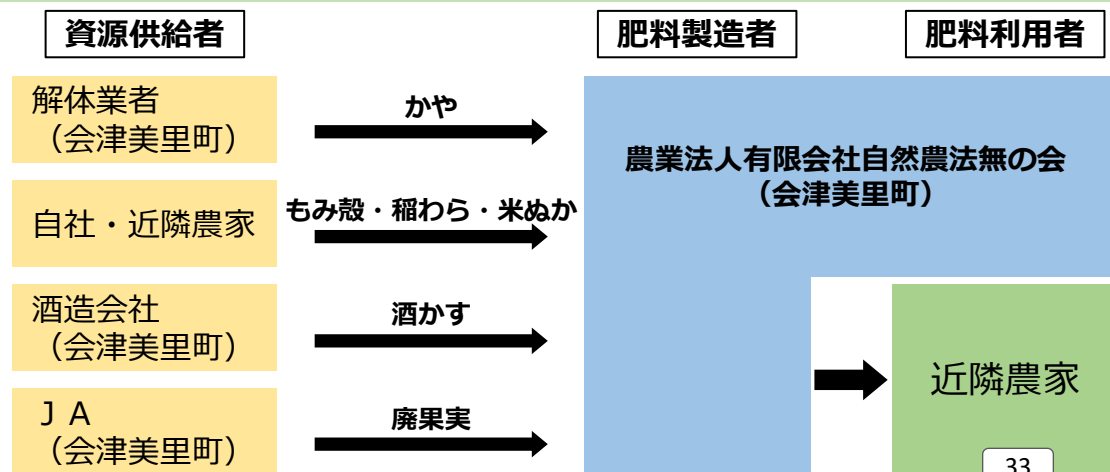 資源供給者
肥料製造者
肥料利用者
解体業者
（会津美里町）
かや
農業法人有限会社自然農法無の会
（会津美里町）
自社・近隣農家
もみ殻・稲わら・米ぬか
酒造会社
（会津美里町）
酒かす
近隣農家
ＪＡ
（会津美里町）
廃果実
33